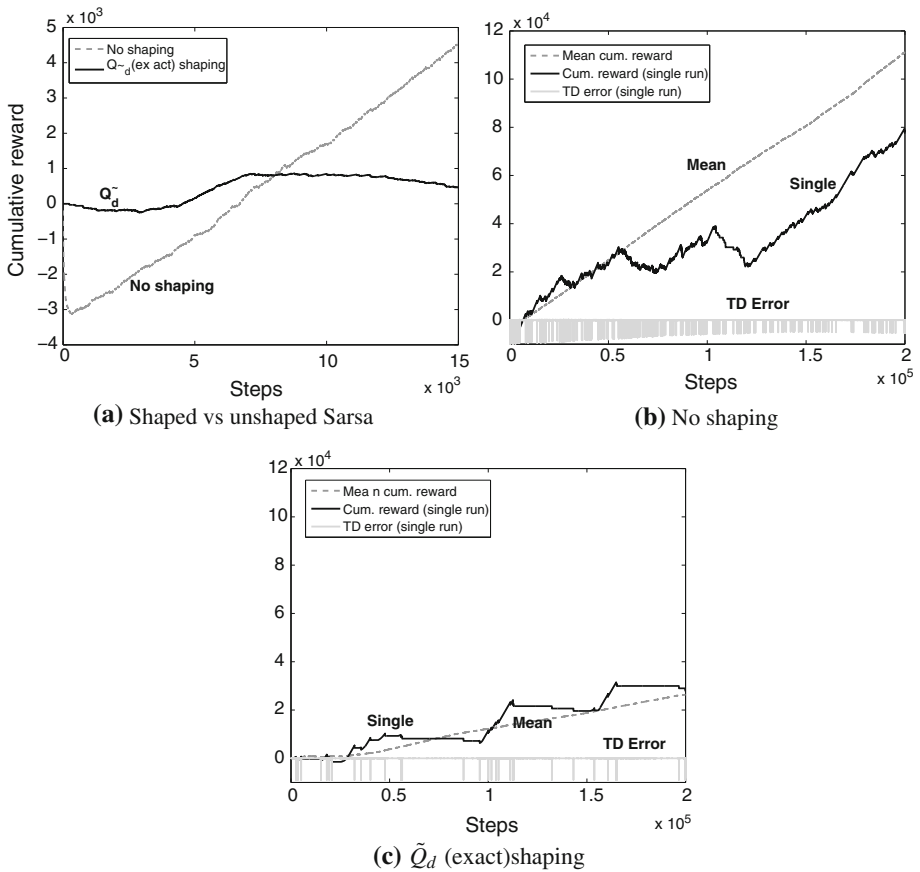 x 10³
5
4
3
2
1
0
−1
−2
−3
−4
Cumulative reward
No shaping
Q~d(ex act) shaping
Q~d
No shaping
0
5
10
15
Steps
x 10³
(a) Shaped vs unshaped Sarsa
x 10⁴
12
10
8
6
4
2
0
Mean cum. reward
Cum. reward (single run)
TD error (single run)
Mean
Single
TD Error
0
0.5
1
1.5
2
Steps
x 10⁵
(b) No shaping
x 10⁴
12
10
8
6
4
2
0
Mea n cum. reward
Cum. reward (single run)
TD error (single run)
Single
Mean
TD Error
0
0.5
1
1.5
2
Steps
x 10⁵
(c) Q̃d (exact)shaping